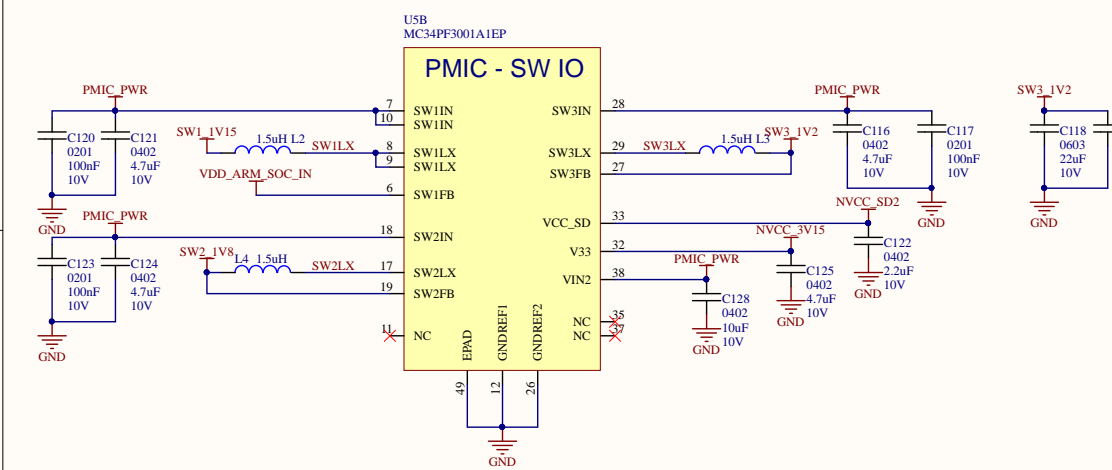 U5B
MC34PF3001A1EP
PMIC - SW IO
PMIC_PWR
C120
0201
100nF
10V
C121
0402
4.7uF
10V
GND
7
10
SW1IN
SW1IN
SW1_1V15
1.5uH L2
SW1LX
8
9
SW1LX
SW1LX
VDD_ARM_SOC_IN
6
SW1FB
PMIC_PWR
C123
0201
100nF
10V
C124
0402
4.7uF
10V
GND
18
SW2IN
SW2_1V8
L4 1.5uH
SW2LX
17
SW2LX
19
SW2FB
11
NC
EPAD
GNDREF1
GNDREF2
49
12
26
GND
SW3IN
28
PMIC_PWR
C116
0402
4.7uF
10V
C117
0201
100nF
10V
GND
SW3LX
29
SW3LX
1.5uH L3
SW3_1V2
SW3FB
27
VCC_SD
33
NVCC_SD2
C122
0402
2.2uF
10V
GND
V33
32
NVCC_3V15
C125
0402
4.7uF
10V
GND
VIN2
38
PMIC_PWR
C128
0402
10uF
10V
GND
NC
35
NC
37
SW3_1V2
C118
0603
22uF
10V
GND